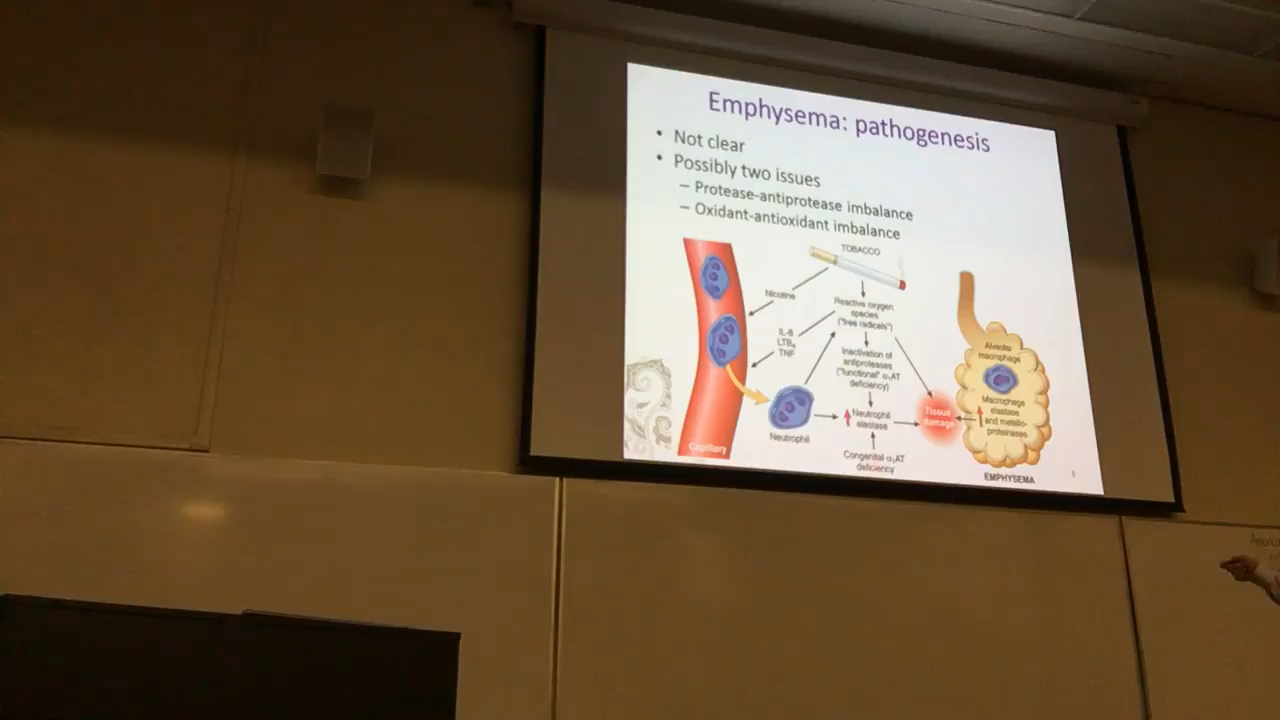 Emphysema: pathogenesis
• Not clear
• Possibly two issues
– Protease-antiprotease imbalance
– Oxidant-antioxidant imbalance
TOBACCO
Nicotine
Reactive oxygen
species
("free radicals")
IL-8
LTB₄
TNF
Inactivation of
antiproteases
("functional" α₁AT
deficiency)
Neutrophil
Neutrophil
elastase
Congenital α₁AT
deficiency
Tissue
damage
Alveolar
macrophage
Macrophage
elastase
and metallo-
proteinases
Capillary
EMPHYSEMA